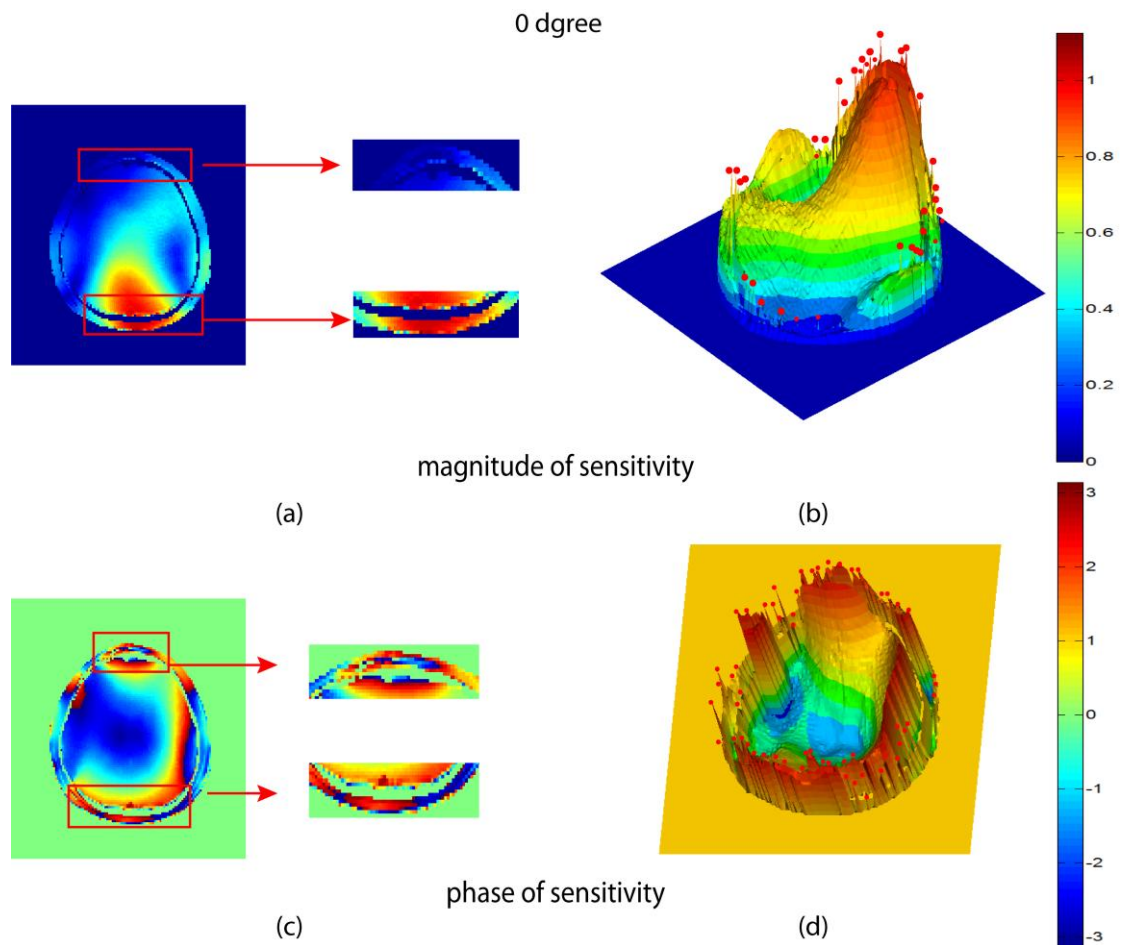 0 dgree
1
0.8
0.6
0.4
0.2
0
magnitude of sensitivity
(a)
(b)
3
2
1
0
-1
-2
-3
phase of sensitivity
(c)
(d)